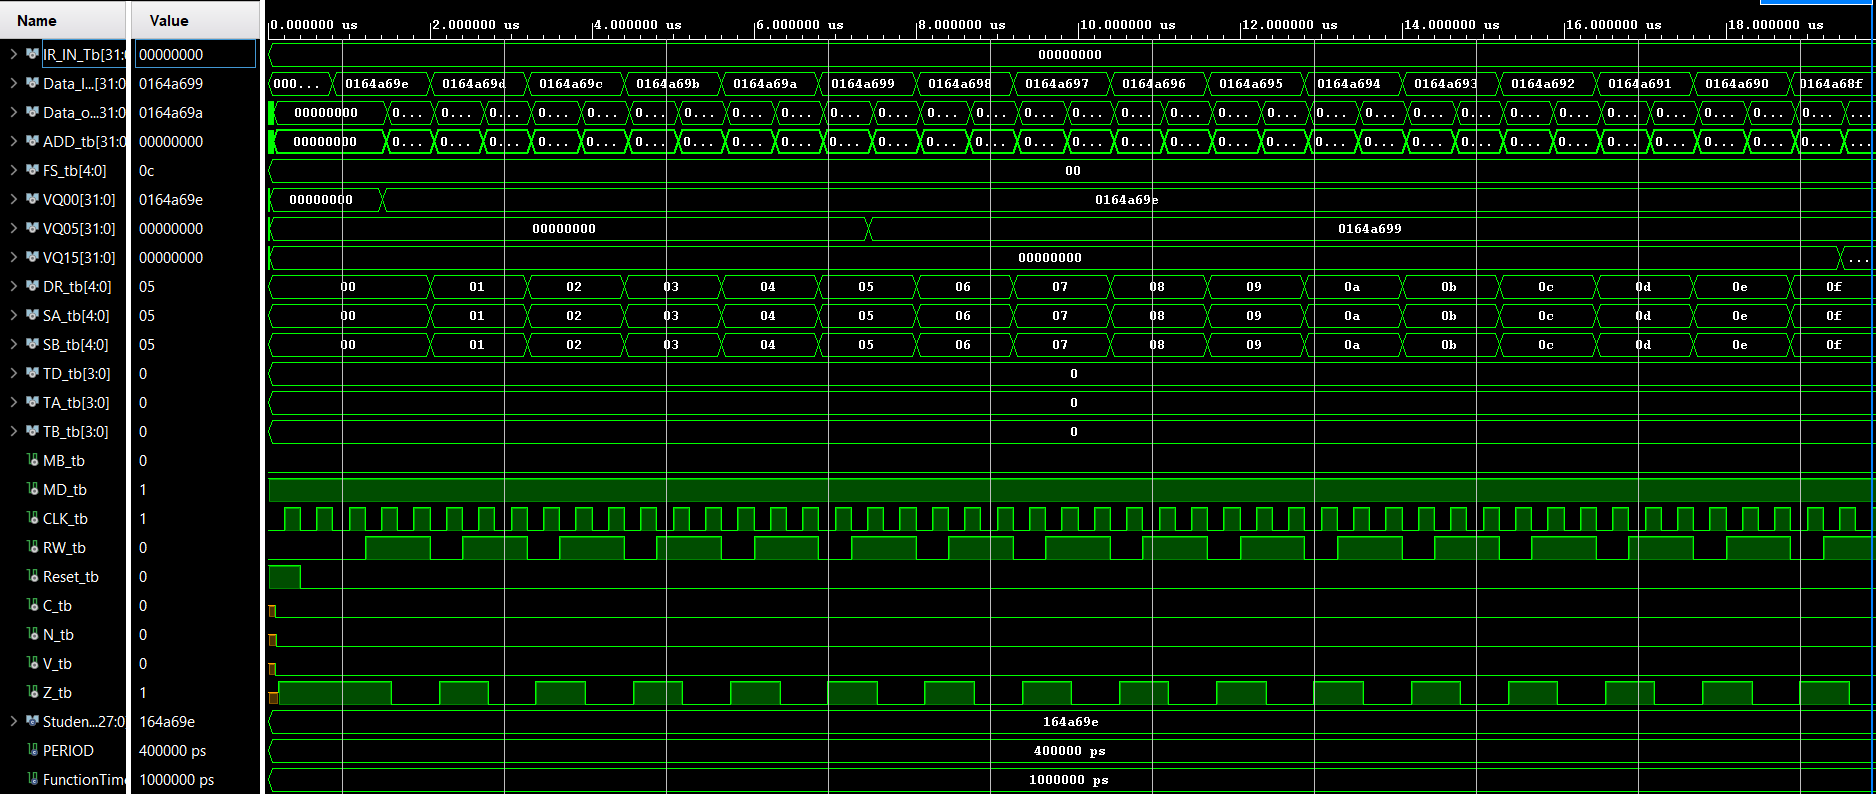 Name Value 0.000000 us 2.000000 us 4.000000 us 6.000000 us 8.000000 us 10.000000 us 12.000000 us 14.000000 us 16.000000 us 18.000000 us
IR_IN_Tb[31:0 00000000 00000000
Data_I...[31:0 0164a699 000... 0164a69e 0164a69d 0164a69c 0164a69b 0164a69a 0164a699 0164a698 0164a697 0164a696 0164a695 0164a694 0164a693 0164a692 0164a691 0164a690 0164a68f
Data_o...31:0 0164a69a 00000000 0... 0... 0... 0... 0... 0... 0... 0... 0... 0... 0... 0... 0... 0... 0... 0... 0... 0... 0... 0... 0... 0... 0... 0... 0... 0... 0... 0... 0... 0... ...
ADD_tb[31:0 00000000 00000000 0... 0... 0... 0... 0... 0... 0... 0... 0... 0... 0... 0... 0... 0... 0... 0... 0... 0... 0... 0... 0... 0... 0... 0... 0... 0... 0... 0... 0... 0... ...
FS_tb[4:0] 0c 00
VQ00[31:0] 0164a69e 00000000 0164a69e
VQ05[31:0] 00000000 00000000 0164a699
VQ15[31:0] 00000000 00000000 ...
DR_tb[4:0] 05 00 01 02 03 04 05 06 07 08 09 0a 0b 0c 0d 0e 0f
SA_tb[4:0] 05 00 01 02 03 04 05 06 07 08 09 0a 0b 0c 0d 0e 0f
SB_tb[4:0] 05 00 01 02 03 04 05 06 07 08 09 0a 0b 0c 0d 0e 0f
TD_tb[3:0] 0 0
TA_tb[3:0] 0 0
TB_tb[3:0] 0 0
MB_tb 0
MD_tb 1
CLK_tb 1
RW_tb 0
Reset_tb 0
C_tb 0
N_tb 0
V_tb 0
Z_tb 1
Studen...27:0 164a69e 164a69e
PERIOD 400000 ps 400000 ps
FunctionTime 1000000 ps 1000000 ps